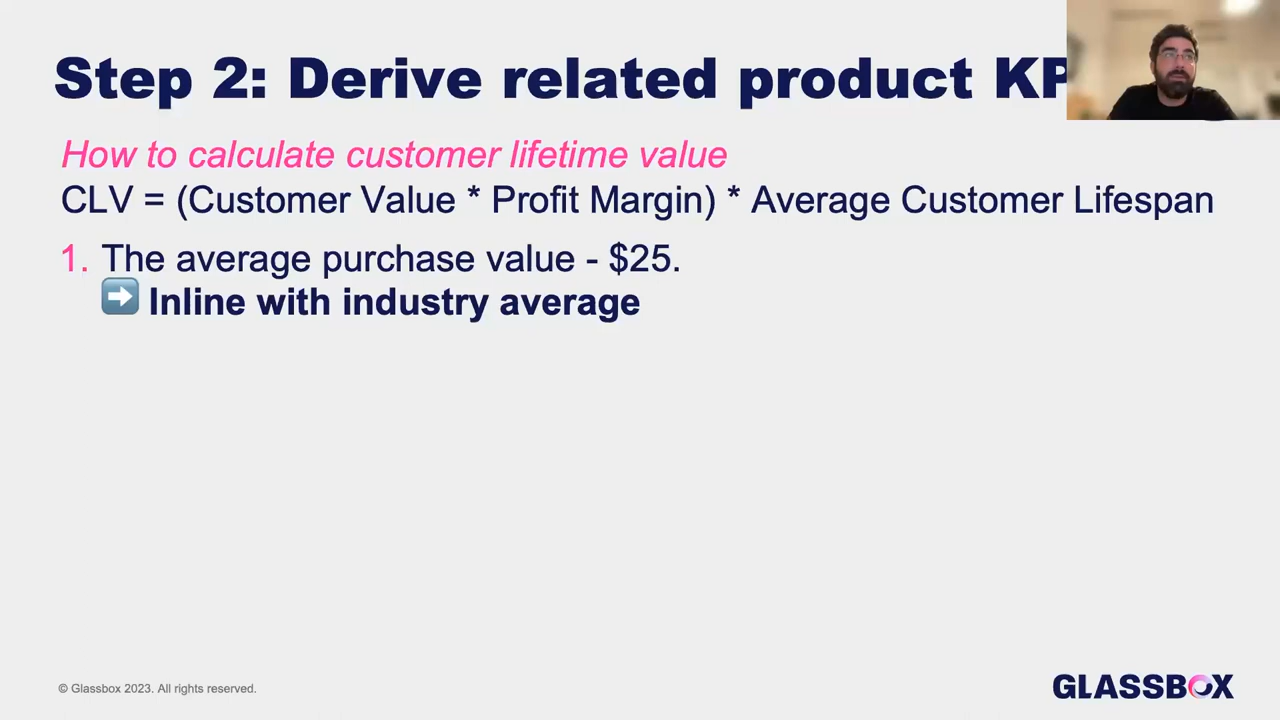 Step 2: Derive related product KP
How to calculate customer lifetime value
CLV = (Customer Value * Profit Margin) * Average Customer Lifespan
1. The average purchase value - $25.
➡️ Inline with industry average
© Glassbox 2023. All rights reserved.
GLASSBOX